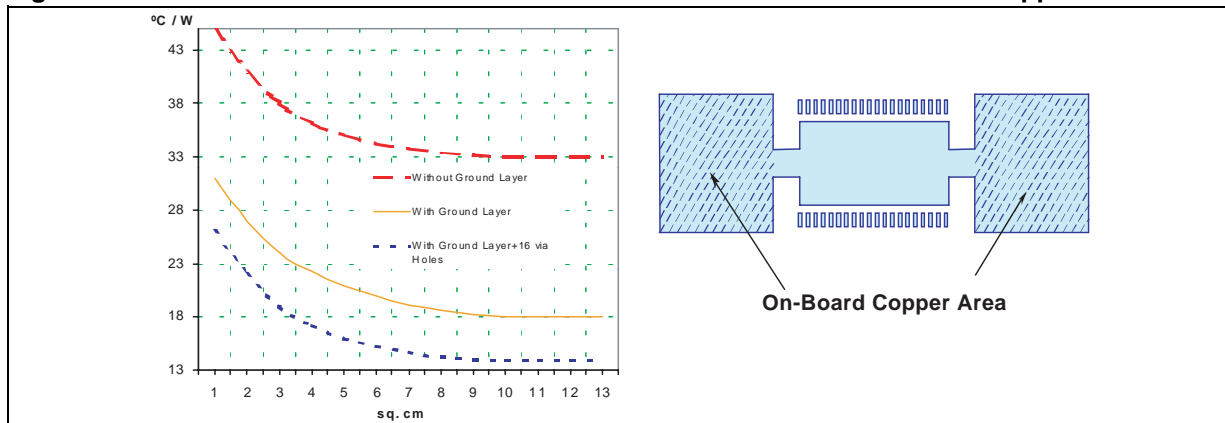 ºC / W
43
38
33
28
23
18
13
1 2 3 4 5 6 7 8 9 10 11 12 13
sq. cm
Without Ground Layer
With Ground Layer
With Ground Layer+16 via
Holes
On-Board Copper Area